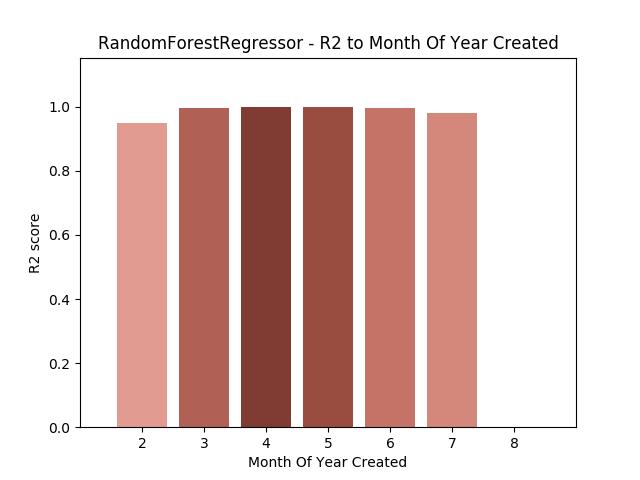 RandomForestRegressor - R2 to Month Of Year Created
R2 score
1.0
0.8
0.6
0.4
0.2
0.0
2 3 4 5 6 7 8
Month Of Year Created